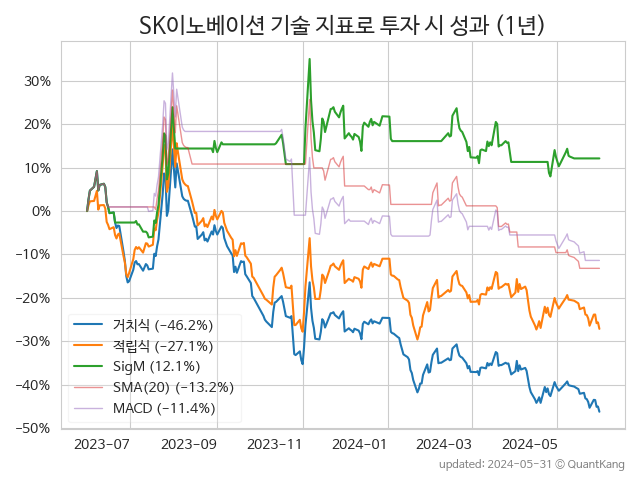 SK이노베이션 기술 지표로 투자 시 성과 (1년)
30%
20%
10%
0%
−10%
−20%
−30%
−40%
−50%
거치식 (−46.2%)
적립식 (−27.1%)
SigM (12.1%)
SMA(20) (−13.2%)
MACD (−11.4%)
2023-07 2023-09 2023-11 2024-01 2024-03 2024-05
updated: 2024-05-31 © QuantKang